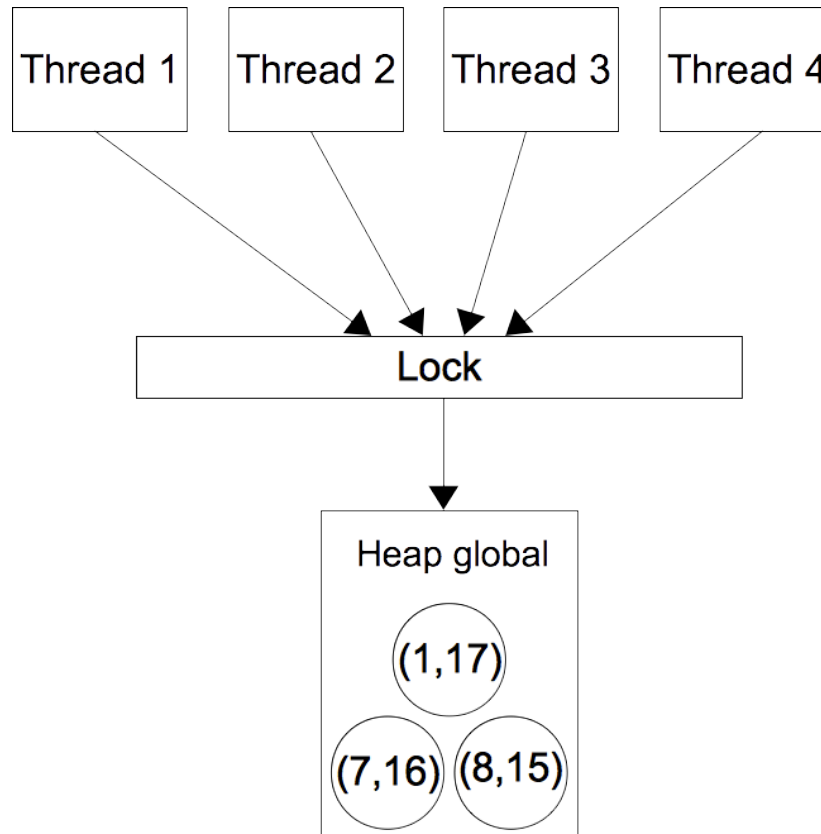 Thread 1
Thread 2
Thread 3
Thread 4
Lock
Heap global
(1,17)
(7,16)
(8,15)